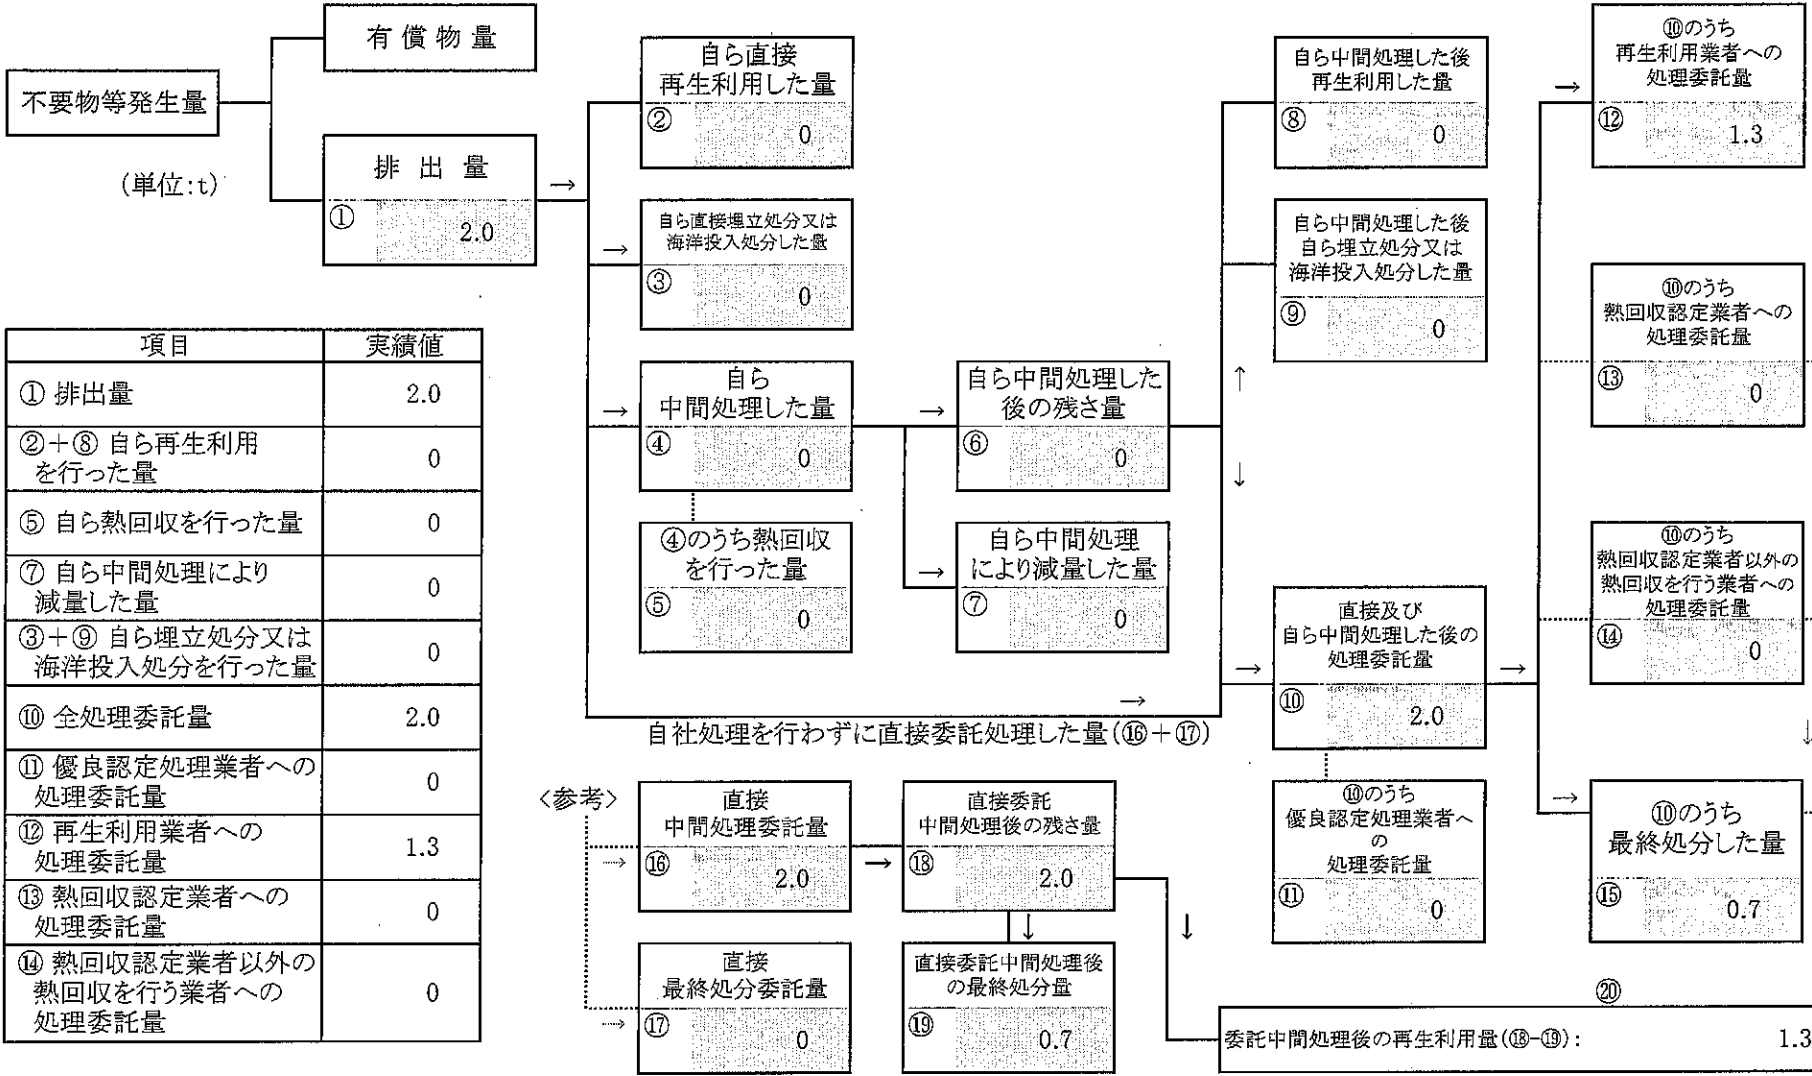 有 償 物 量
不要物等発生量
(単位:t)
排 出 量
①
2.0
自ら直接
再生利用した量
②
0
自ら直接埋立処分又は
海洋投入処分した量
③
0
自ら
中間処理した量
④
0
④のうち熱回収
を行った量
⑤
0
自ら中間処理した
後の残さ量
⑥
0
自ら中間処理
により減量した量
⑦
0
自ら中間処理した後
再生利用した量
⑧
0
自ら中間処理した後
自ら埋立処分又は
海洋投入処分した量
⑨
0
直接及び
自ら中間処理した後の
処理委託量
⑩
2.0
⑩のうち
優良認定処理業者へ
の
処理委託量
⑪
0
⑩のうち
再生利用業者への
処理委託量
⑫
1.3
⑩のうち
熱回収認定業者への
処理委託量
⑬
0
⑩のうち
熱回収認定業者以外の
熱回収を行う業者への
処理委託量
⑭
0
⑩のうち
最終処分した量
⑮
0.7
自社処理を行わずに直接委託処理した量(⑯+⑰)
<参考>
直接
中間処理委託量
⑯
2.0
直接
最終処分委託量
⑰
0
直接委託
中間処理後の残さ量
⑱
2.0
直接委託中間処理後
の最終処分量
⑲
0.7
⑳
委託中間処理後の再生利用量(⑱-⑲): 1.3
項目 実績値
① 排出量 2.0
②+⑧ 自ら再生利用
を行った量 0
⑤ 自ら熱回収を行った量 0
⑦ 自ら中間処理により
減量した量 0
③+⑨ 自ら埋立処分又は
海洋投入処分を行った量 0
⑩ 全処理委託量 2.0
⑪ 優良認定処理業者への
処理委託量 0
⑫ 再生利用業者への
処理委託量 1.3
⑬ 熱回収認定業者への
処理委託量 0
⑭ 熱回収認定業者以外の
熱回収を行う業者への
処理委託量 0